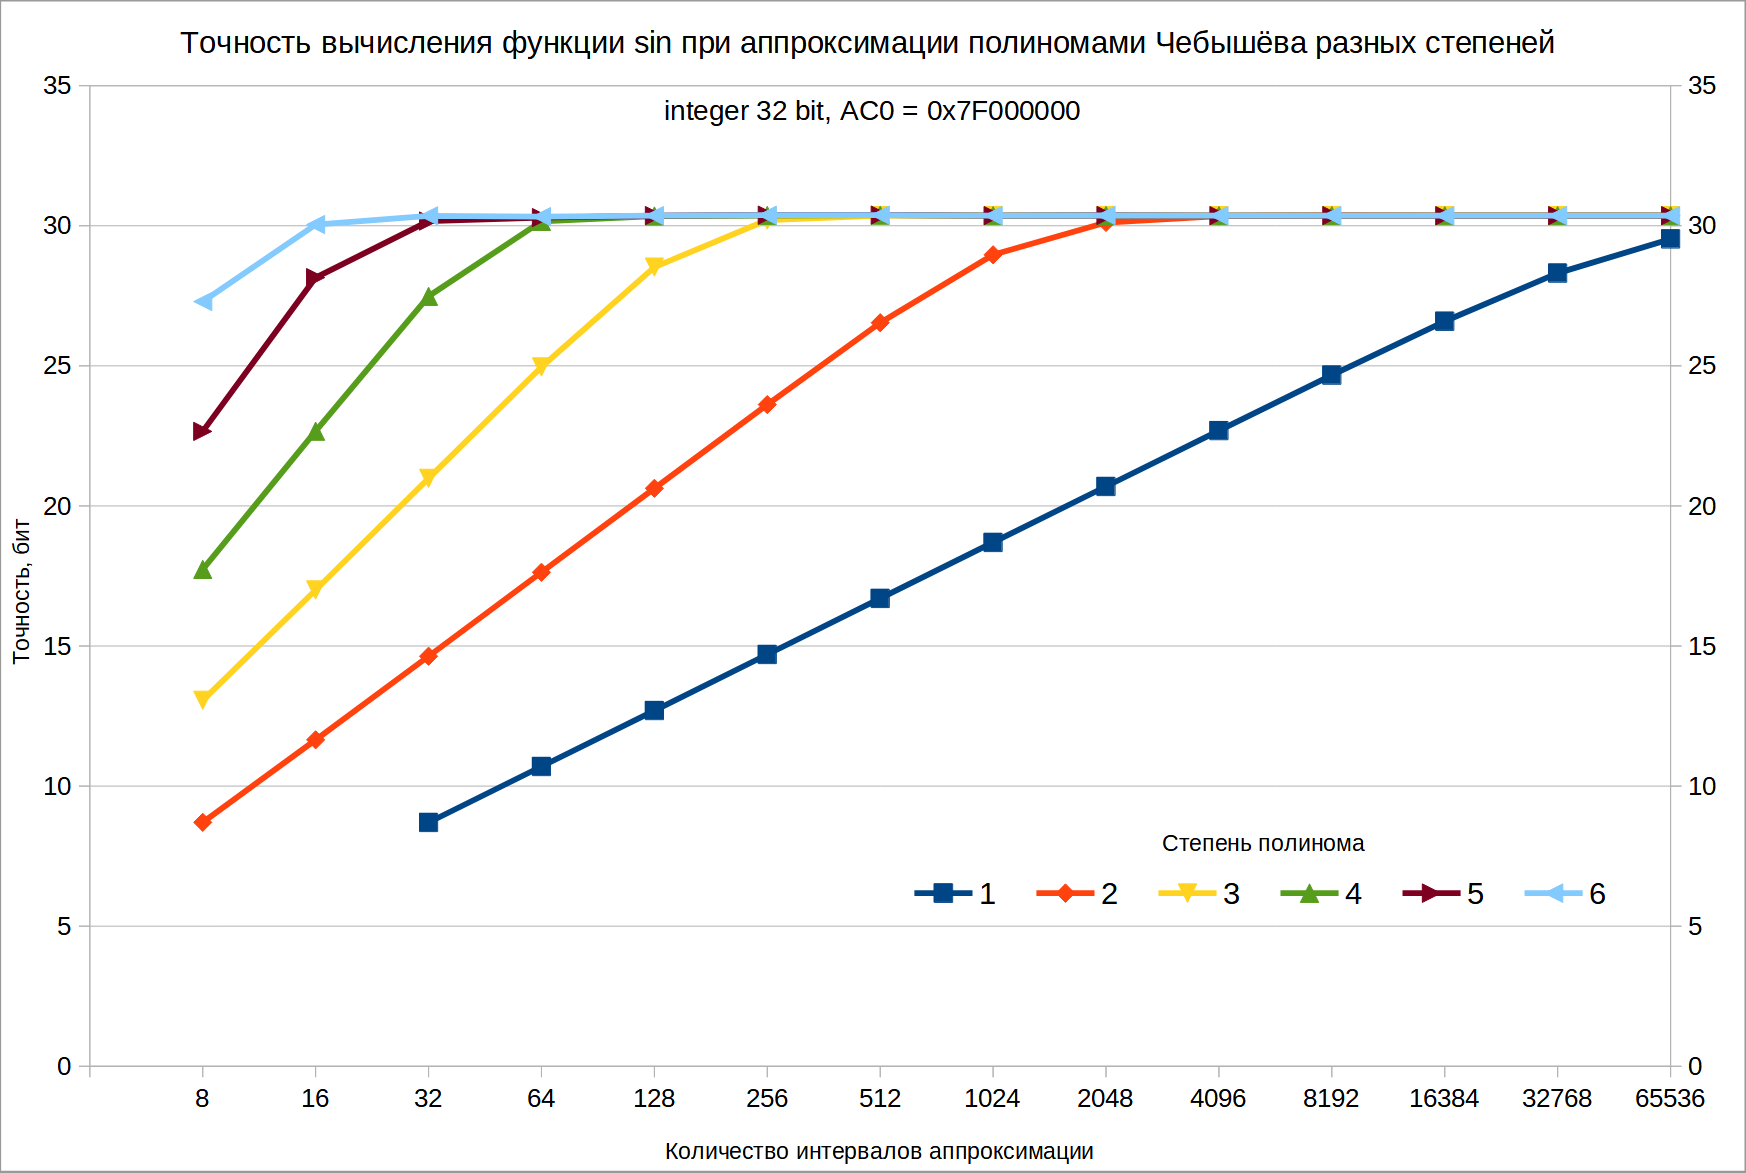 Точность вычисления функции sin при аппроксимации полиномами Чебышёва разных степеней
integer 32 bit, AC0 = 0x7F000000
35 35
30 30
25 25
20 20
15 15
10 10
5 5
0 0
Точность, бит
Степень полинома
1 2 3 4 5 6
8 16 32 64 128 256 512 1024 2048 4096 8192 16384 32768 65536
Количество интервалов аппроксимации